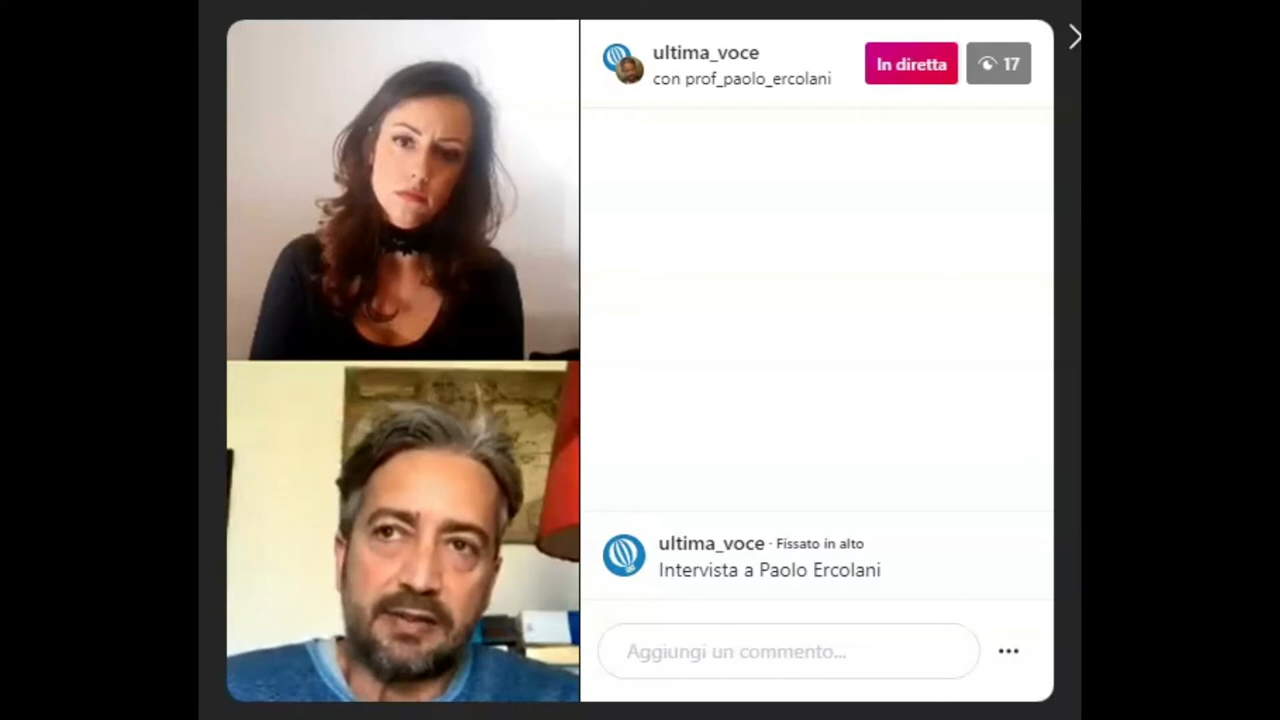 ultima_voce
con prof_paolo_ercolani
In diretta
17
ultima_voce · Fissato in alto
Intervista a Paolo Ercolani
Aggiungi un commento...